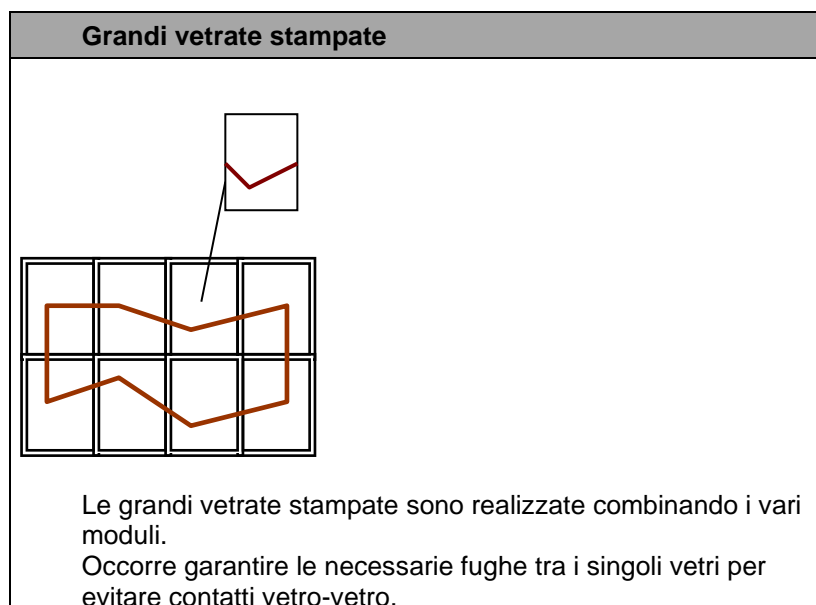 Grandi vetrate stampate
Le grandi vetrate stampate sono realizzate combinando i vari
moduli.
Occorre garantire le necessarie fughe tra i singoli vetri per
evitare contatti vetro-vetro.